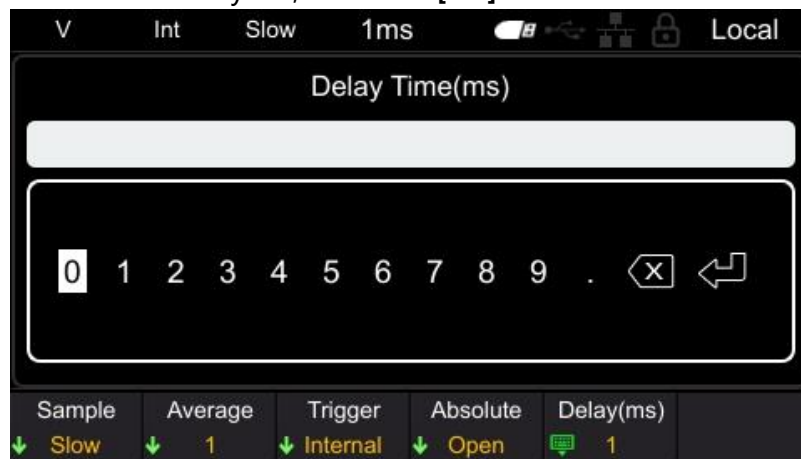 V Int Slow 1ms Local
Delay Time(ms)
0 1 2 3 4 5 6 7 8 9 .
Sample Average Trigger Absolute Delay(ms)
Slow 1 Internal Open 1